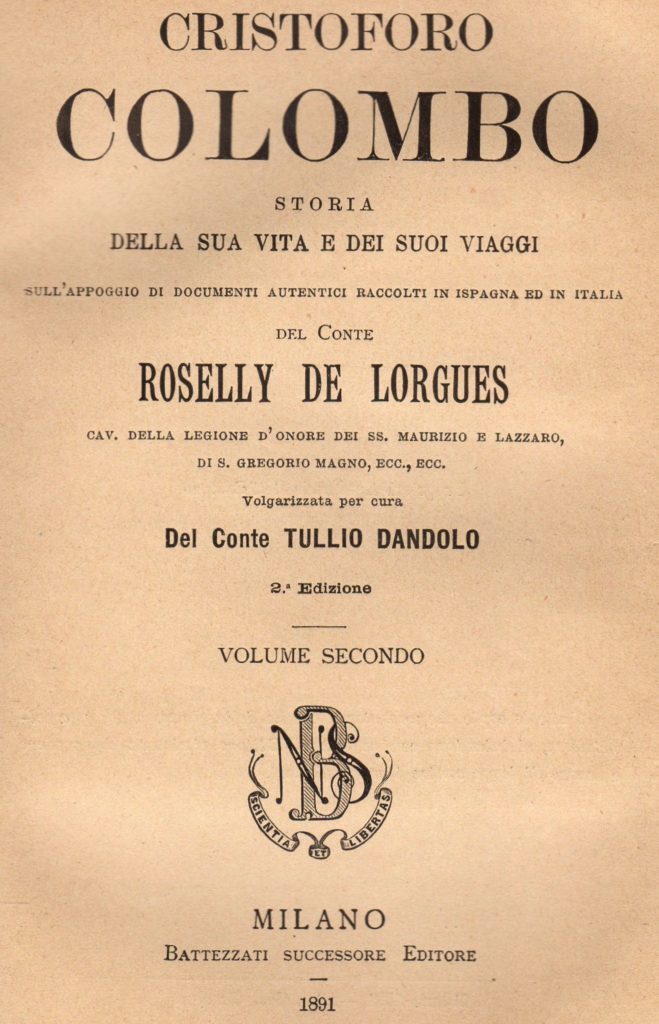 CRISTOFORO
COLOMBO
STORIA
DELLA SUA VITA E DEI SUOI VIAGGI
SULL'APPOGGIO DI DOCUMENTI AUTENTICI RACCOLTI IN ISPAGNA ED IN ITALIA
DEL CONTE
ROSELLY DE LORGUES
CAV. DELLA LEGIONE D'ONORE DEI SS. MAURIZIO E LAZZARO,
DI S. GREGORIO MAGNO, ECC., ECC.
Volgarizzata per cura
Del Conte TULLIO DANDOLO
2.ª Edizione
VOLUME SECONDO
NBS
SCIENTIA ET LIBERTAS
MILANO
BATTEZZATI SUCCESSORE EDITORE
1891